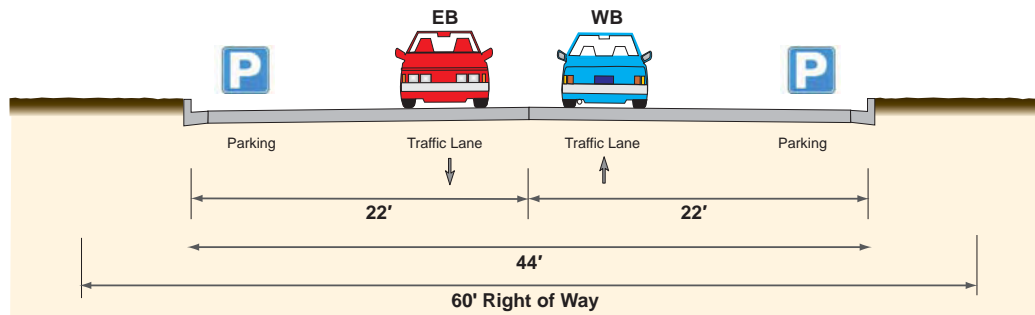 EB WB
P P
Parking Traffic Lane Traffic Lane Parking
22′ 22′
44′
60' Right of Way